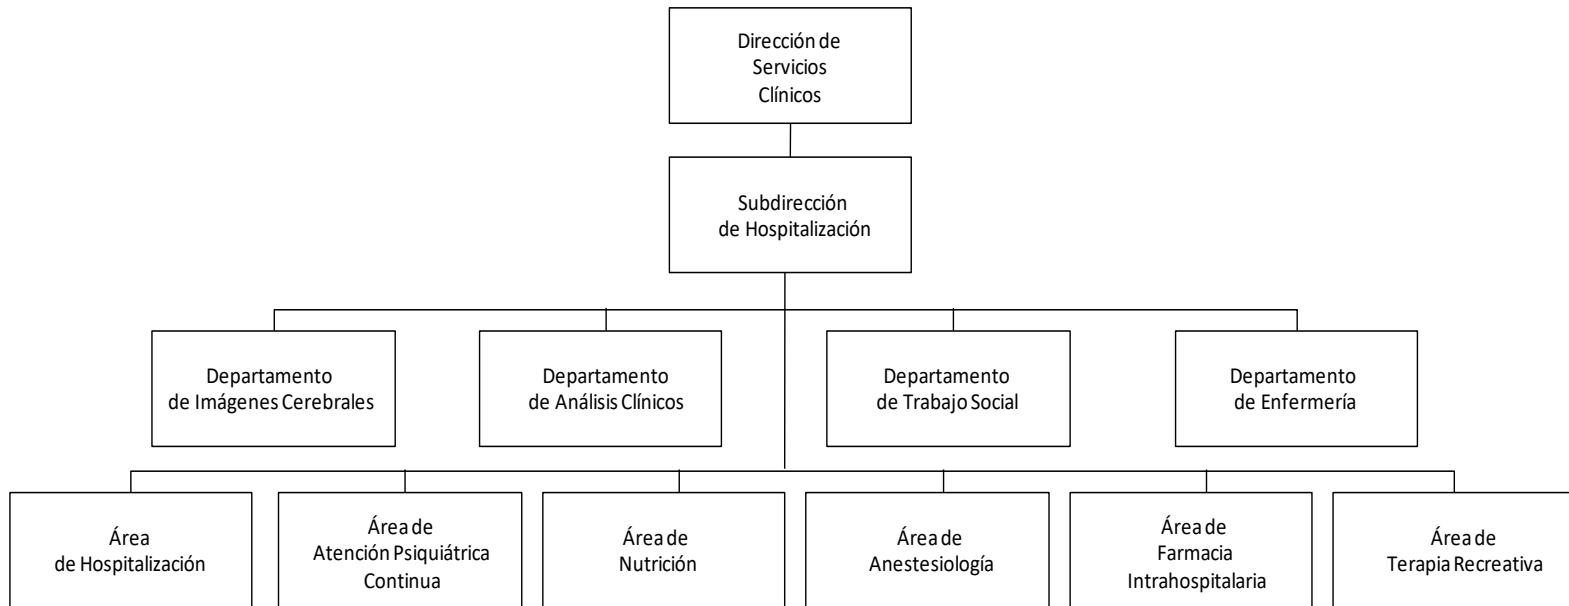 Dirección de
Servicios
Clínicos
Subdirección
de Hospitalización
Departamento
de Imágenes Cerebrales
Departamento
de Análisis Clínicos
Departamento
de Trabajo Social
Departamento
de Enfermería
Área
de Hospitalización
Área de
Atención Psiquiátrica
Continua
Área de
Nutrición
Área de
Anestesiología
Área de
Farmacia
Intrahospitalaria
Área de
Terapia Recreativa